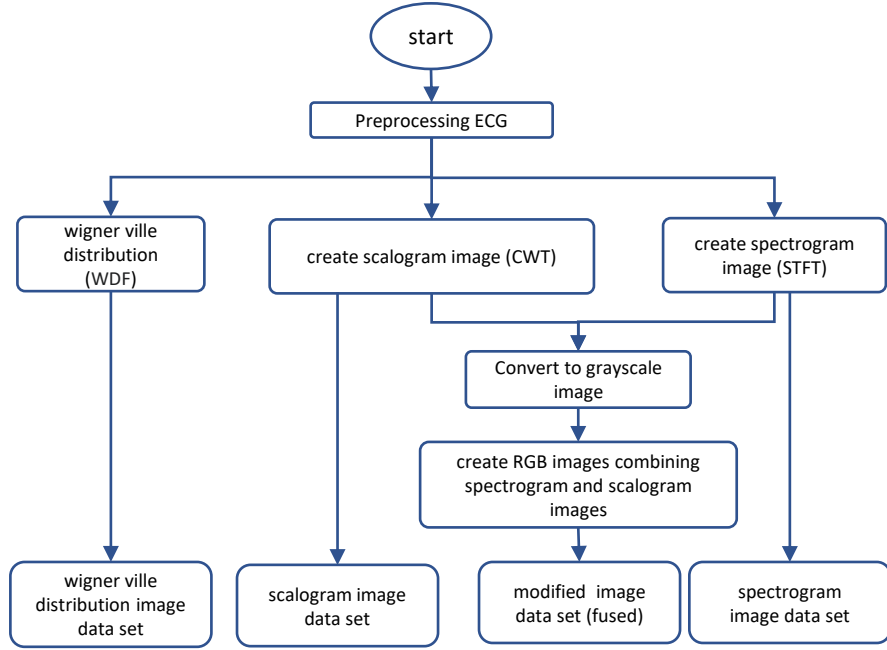 start
Preprocessing ECG
wigner ville
distribution
(WDF)
create scalogram image (CWT)
create spectrogram
image (STFT)
Convert to grayscale
image
create RGB images combining
spectrogram and scalogram
images
wigner ville
distribution image
data set
scalogram image
data set
modified image
data set (fused)
spectrogram
image data set